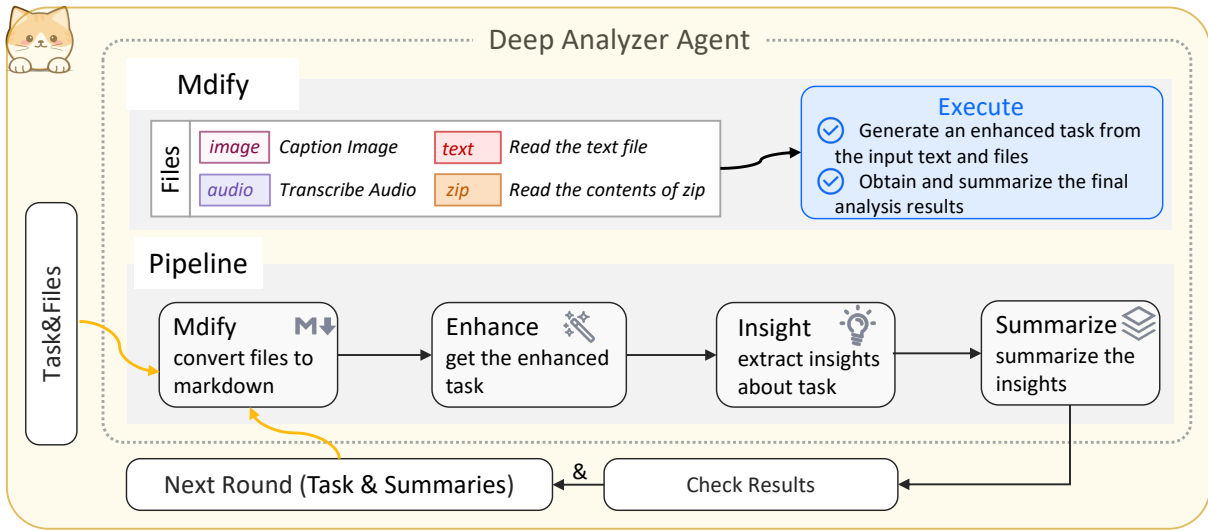 Deep Analyzer Agent
Mdify
Files
image
Caption Image
text
Read the text file
audio
Transcribe Audio
zip
Read the contents of zip
Execute
Generate an enhanced task from
the input text and files
Obtain and summarize the final
analysis results
Task&Files
Pipeline
Mdify
M
convert files to
markdown
Enhance
get the enhanced
task
Insight
extract insights
about task
Summarize
summarize the
insights
Next Round (Task & Summaries)
&
Check Results